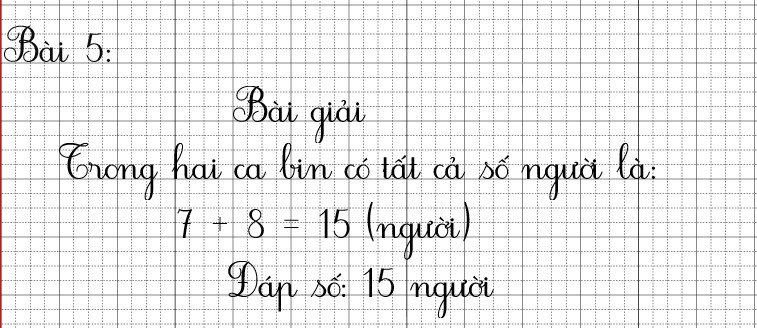 Bài 5:
Bài giải
Trong hai ca bin có tất cả số người là:
7 + 8 = 15 (người)
Đáp số: 15 người